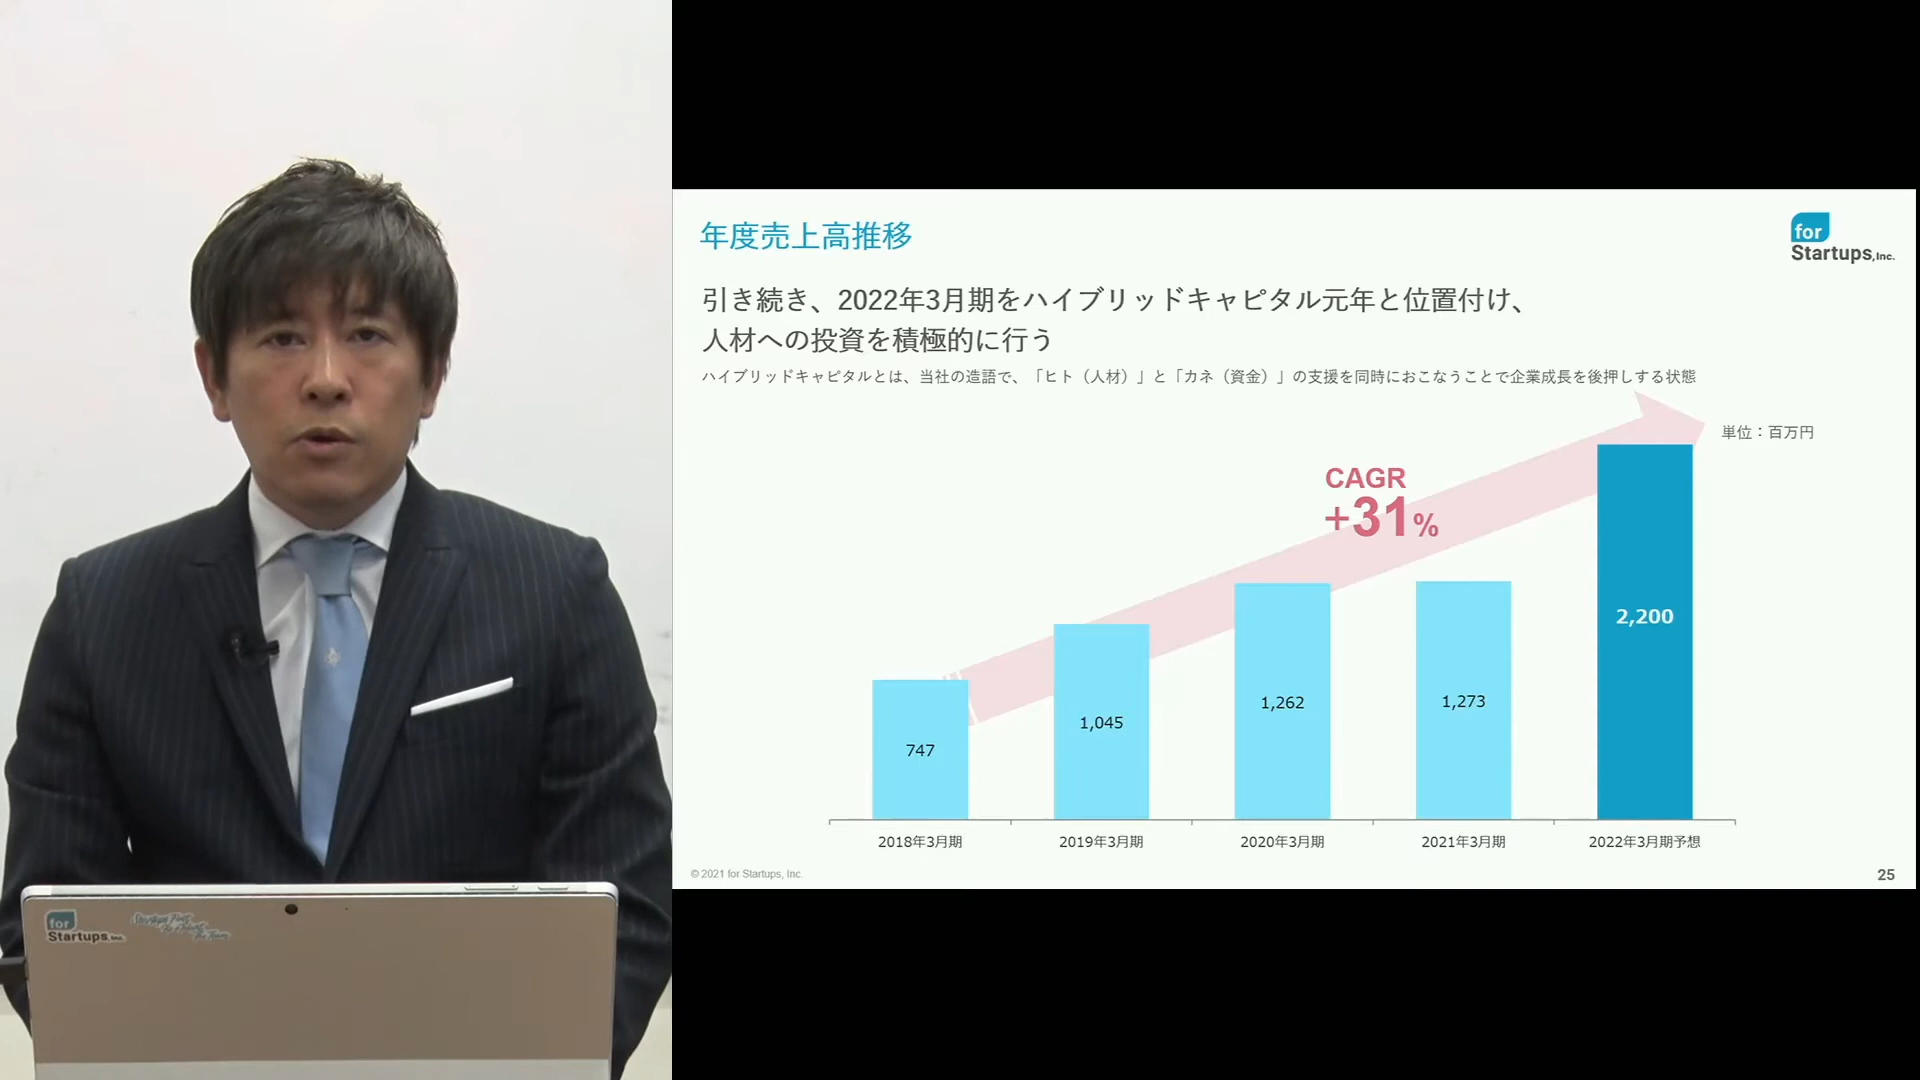 年度売上高推移
for
Startups,Inc.
引き続き、2022年3月期をハイブリッドキャピタル元年と位置付け、
人材への投資を積極的に行う
ハイブリッドキャピタルとは、当社の造語で、「ヒト（人材）」と「カネ（資金）」の支援を同時におこなうことで企業成長を後押しする状態
単位：百万円
CAGR
+31%
2,200
747
1,045
1,262
1,273
2018年3月期
2019年3月期
2020年3月期
2021年3月期
2022年3月期予想
© 2021 for Startups, Inc.
25
for
Startups,Inc.